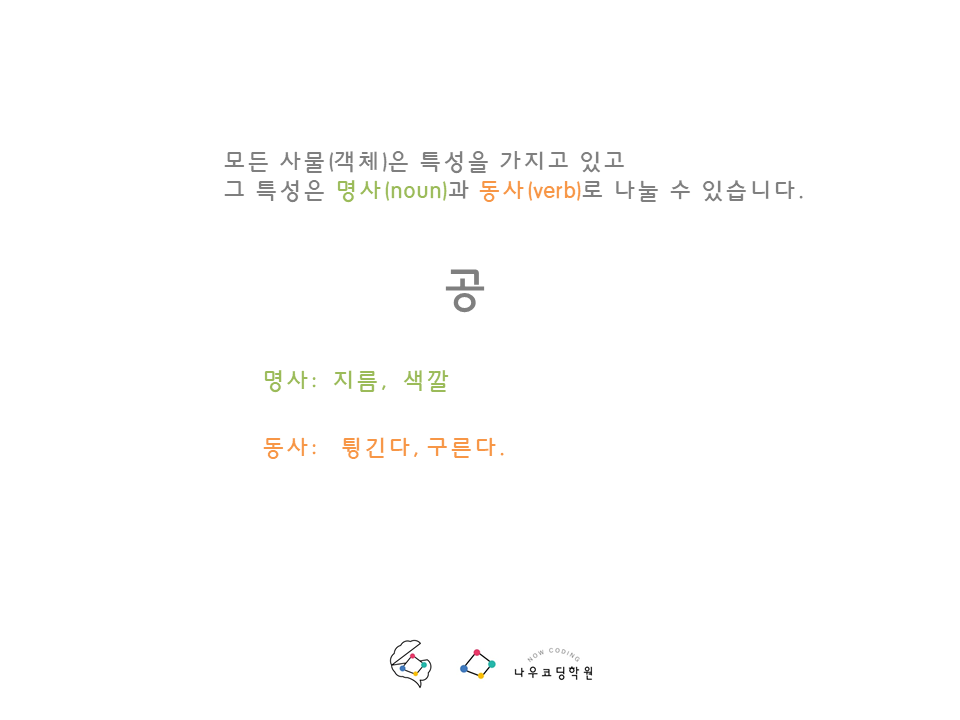 모든 사물(객체)은 특성을 가지고 있고
그 특성은 명사(noun)과 동사(verb)로 나눌 수 있습니다.
공
명사: 지름, 색깔
동사: 튕긴다, 구른다.
NOW CODING
나우코딩학원